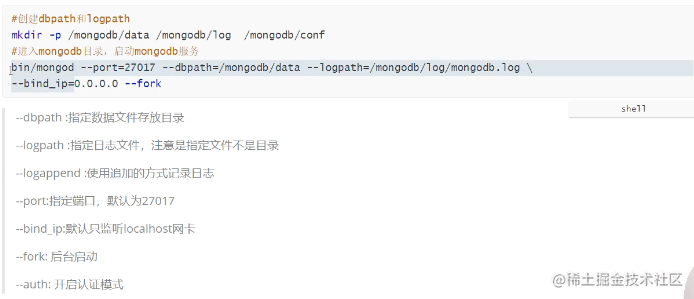 #创建dbpath和logpath
mkdir -p /mongodb/data /mongodb/log  /mongodb/conf
#进入mongodb目录，启动mongodb服务
bin/mongod --port=27017 --dbpath=/mongodb/data --logpath=/mongodb/log/mongodb.log \
--bind_ip=0.0.0.0 --fork
shell
--dbpath :指定数据文件存放目录
--logpath :指定日志文件，注意是指定文件不是目录
--logappend :使用追加的方式记录日志
--port:指定端口，默认为27017
--bind_ip:默认只监听localhost网卡
--fork: 后台启动
--auth: 开启认证模式
@稀土掘金技术社区